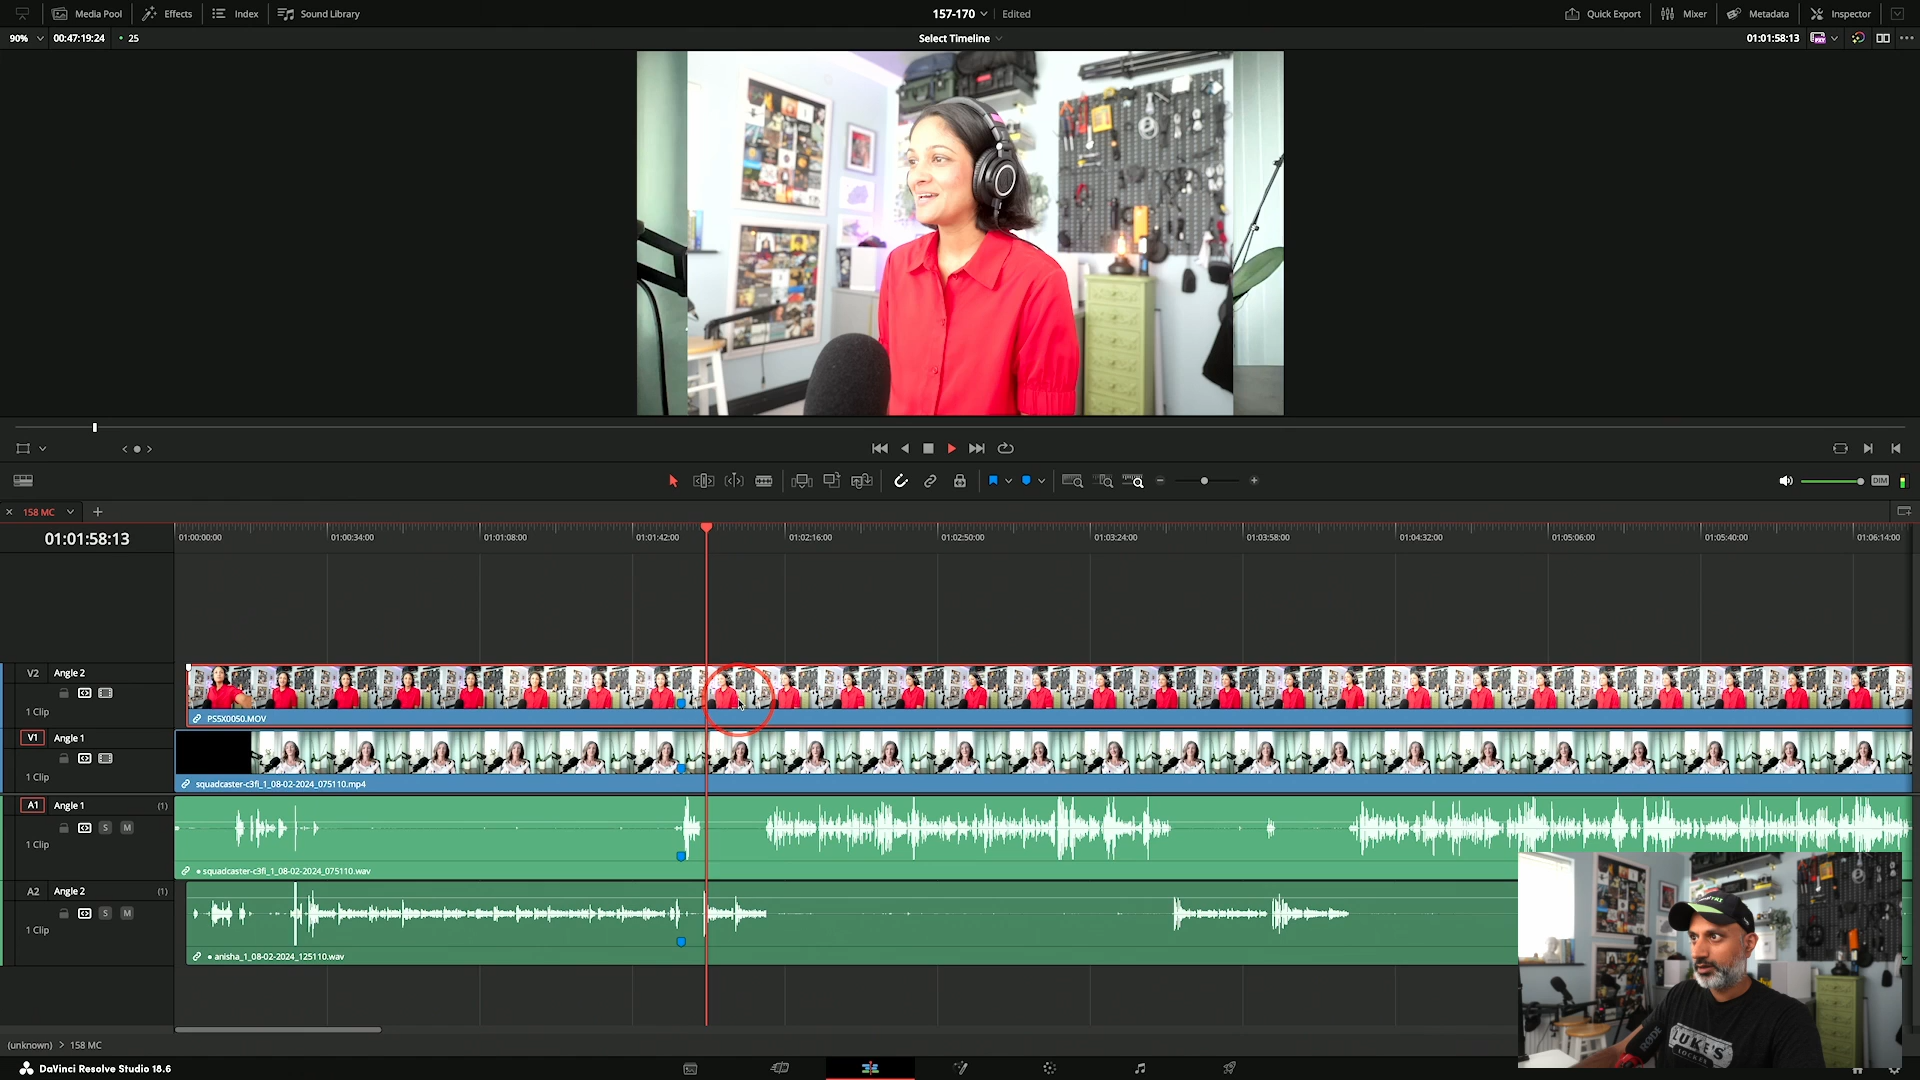 Media Pool Effects Index Sound Library 157-170 Edited Quick Export Mixer Metadata Inspector
90% 00:47:19:24 25 Select Timeline 01:01:58:13
DIM
158 MC
01:01:58:13 01:00:00:00 01:00:34:00 01:01:08:00 01:01:42:00 01:02:16:00 01:02:50:00 01:03:24:00 01:03:58:00 01:04:32:00 01:05:06:00 01:05:40:00 01:06:14:00
V2 Angle 2
1 Clip
PS5X0050.MOV
V1 Angle 1
1 Clip
squadcaster-c3fi_1_08-02-2024_075110.mp4
A1 Angle 1 (1)
S M
1 Clip
squadcaster-c3fi_1_08-02-2024_075110.wav
A2 Angle 2 (1)
S M
1 Clip
anisha_1_08-02-2024_125110.wav
RØDE
LUKE'S
LOCKER
(unknown) > 158 MC
DaVinci Resolve Studio 18.6